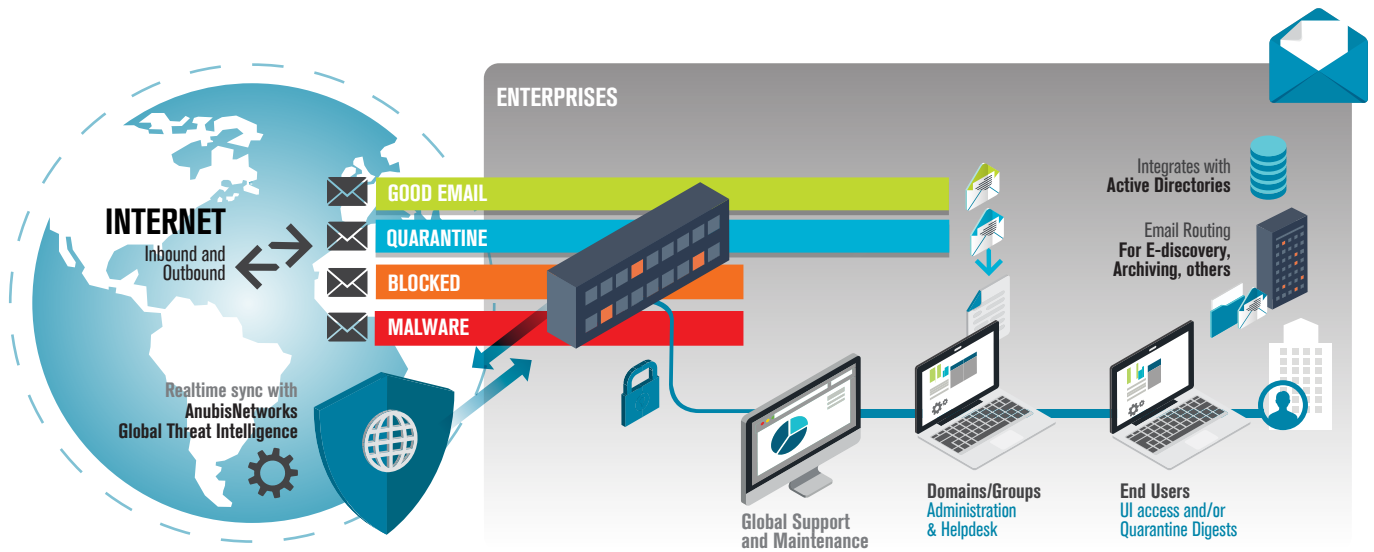 ENTERPRISES
INTERNET
Inbound and
Outbound
GOOD EMAIL
QUARANTINE
BLOCKED
MALWARE
Realtime sync with
AnubisNetworks
Global Threat Intelligence
Integrates with
Active Directories
Email Routing
For E-discovery,
Archiving, others
Global Support
and Maintenance
Domains/Groups
Administration
& Helpdesk
End Users
UI access and/or
Quarantine Digests